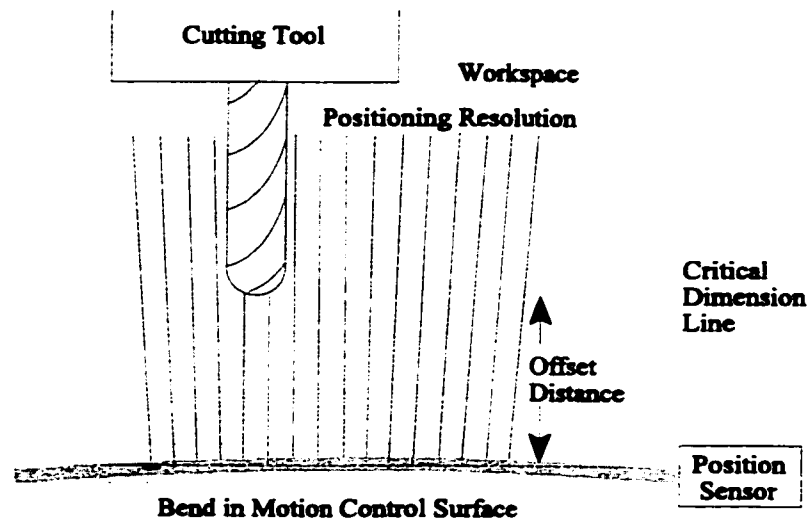 Cutting Tool
Workspace
Positioning Resolution
Critical
Dimension
Line
Offset
Distance
Position
Sensor
Bend in Motion Control Surface